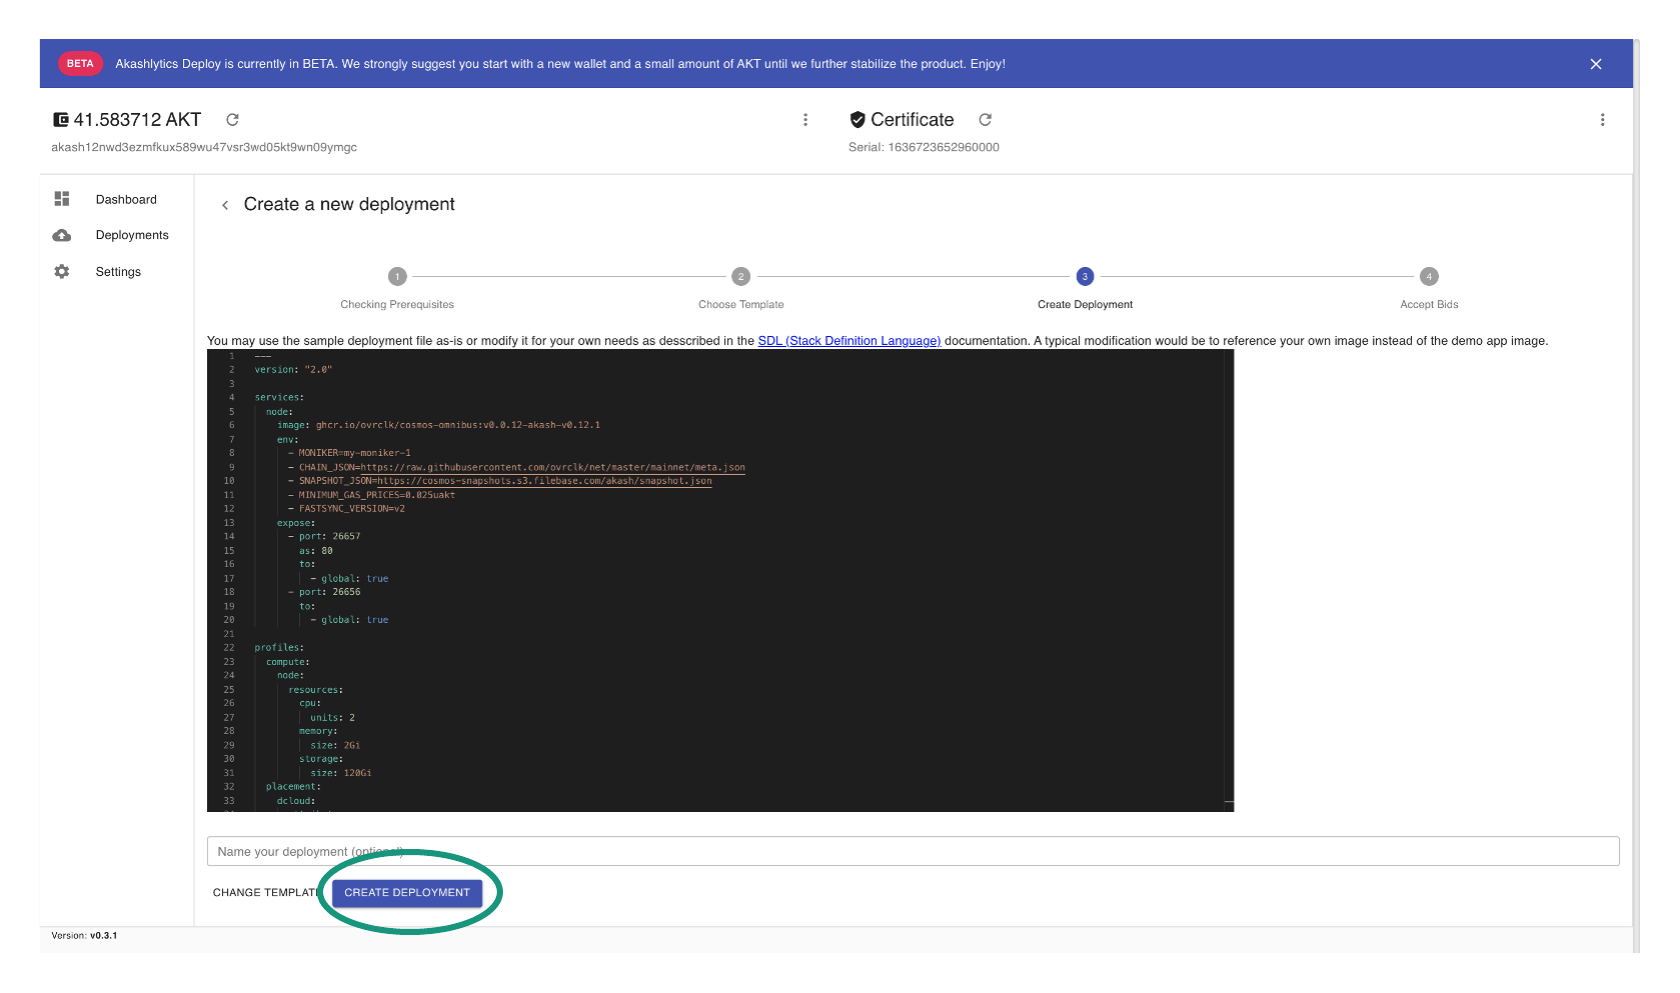 BETA Akashlytics Deploy is currently in BETA. We strongly suggest you start with a new wallet and a small amount of AKT until we further stabilize the product. Enjoy!
41.583712 AKT
akash12nwd3ezmfkux589wu47vsr3wd05kt9wn09ymgc
Certificate
Serial: 1636723652960000
Dashboard
Deployments
Settings
Create a new deployment
1 2 3 4
Checking Prerequisites Choose Template Create Deployment Accept Bids
You may use the sample deployment file as-is or modify it for your own needs as desscribed in the SDL (Stack Definition Language) documentation. A typical modification would be to reference your own image instead of the demo app image.
1 ---
2 version: "2.0"
3
4 services:
5 node:
6 image: ghcr.io/ovrclk/cosmos-omnibus:v0.0.12-akash-v0.12.1
7 env:
8 - MONIKER=my-moniker-1
9 - CHAIN_JSON=https://raw.githubusercontent.com/ovrclk/net/master/mainnet/meta.json
10 - SNAPSHOT_JSON=https://cosmos-snapshots.s3.filebase.com/akash/snapshot.json
11 - MINIMUM_GAS_PRICES=0.025uakt
12 - FASTSYNC_VERSION=v2
13 expose:
14 - port: 26657
15 as: 80
16 to:
17 - global: true
18 - port: 26656
19 to:
20 - global: true
21
22 profiles:
23 compute:
24 node:
25 resources:
26 cpu:
27 units: 2
28 memory:
29 size: 2Gi
30 storage:
31 size: 120Gi
32 placement:
33 dcloud:
Name your deployment (optional)
CHANGE TEMPLATE CREATE DEPLOYMENT
Version: v0.3.1